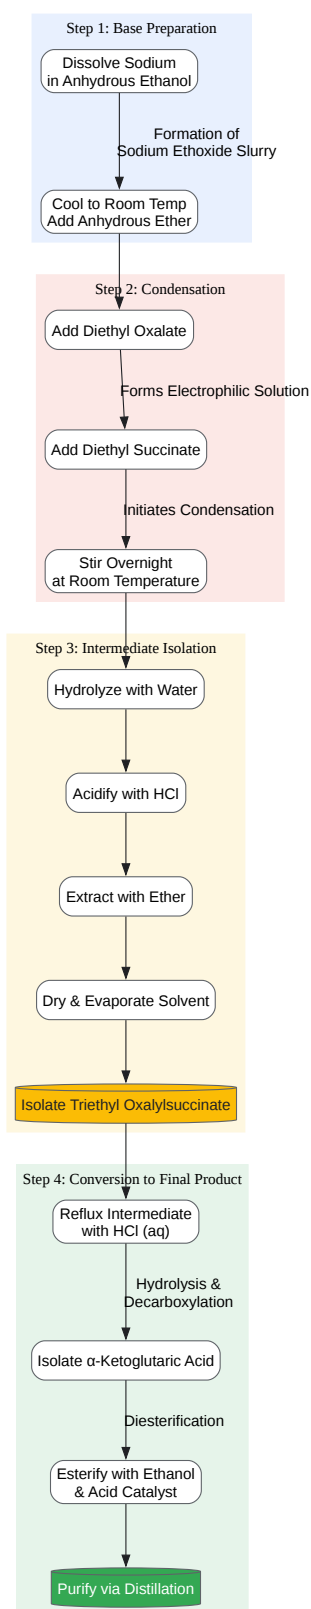 Step 1: Base Preparation
Dissolve Sodium
in Anhydrous Ethanol
Formation of
Sodium Ethoxide Slurry
Cool to Room Temp
Add Anhydrous Ether
Step 2: Condensation
Add Diethyl Oxalate
Forms Electrophilic Solution
Add Diethyl Succinate
Initiates Condensation
Stir Overnight
at Room Temperature
Step 3: Intermediate Isolation
Hydrolyze with Water
Acidify with HCl
Extract with Ether
Dry & Evaporate Solvent
Isolate Triethyl Oxalylsuccinate
Step 4: Conversion to Final Product
Reflux Intermediate
with HCl (aq)
Hydrolysis &
Decarboxylation
Isolate α-Ketoglutaric Acid
Diesterification
Esterify with Ethanol
& Acid Catalyst
Purify via Distillation